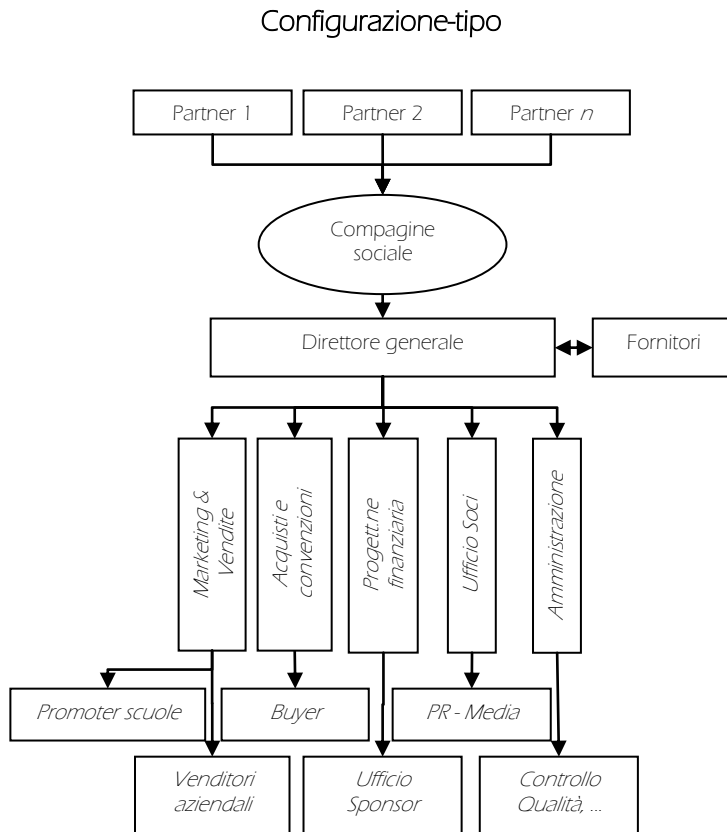 Configurazione-tipo
Partner 1
Partner 2
Partner n
Compagine
sociale
Direttore generale
Fornitori
Marketing &
Vendite
Acquisti e
convenzioni
Progett.ne
finanziaria
Ufficio Soci
Amministrazione
Promoter scuole
Buyer
PR - Media
Venditori
aziendali
Ufficio
Sponsor
Controllo
Qualità, ...